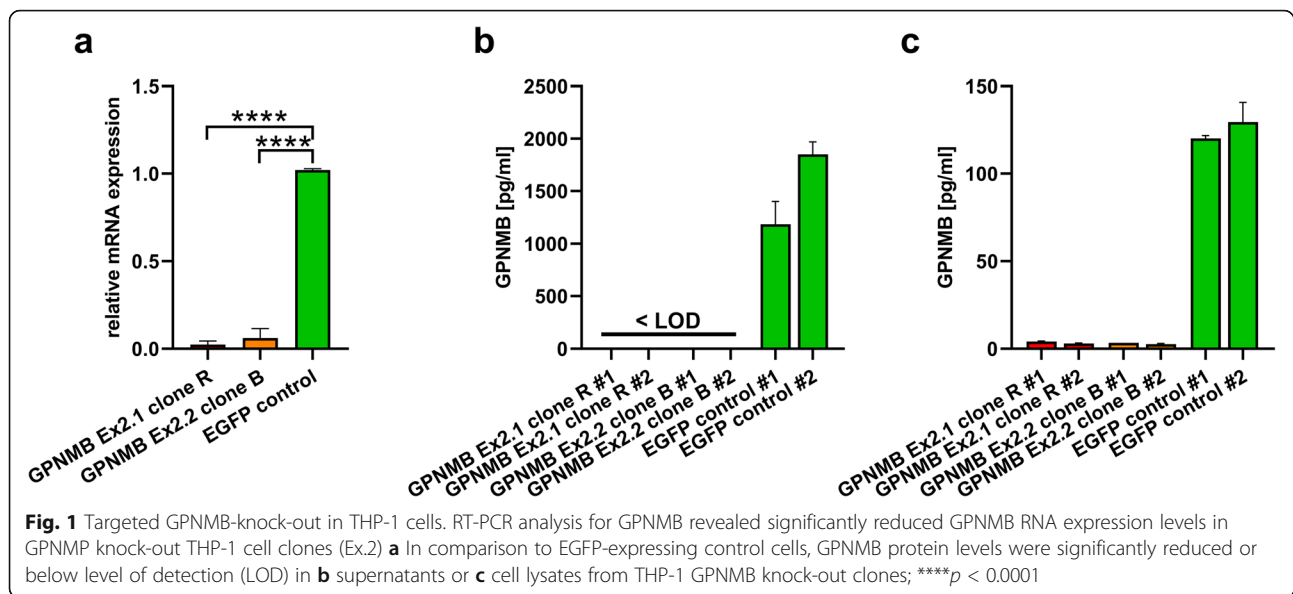 a
b
c
relative mRNA expression
1.5
1.0
0.5
0.0
****
****
GPNMB Ex2.1 clone R
GPNMB Ex2.2 clone B
EGFP control
GPNMB [pg/ml]
2500
2000
1500
1000
500
0
< LOD
GPNMB Ex2.1 clone R #1
GPNMB Ex2.1 clone R #2
GPNMB Ex2.2 clone B #1
GPNMB Ex2.2 clone B #2
EGFP control #1
EGFP control #2
GPNMB [pg/ml]
150
100
50
0
GPNMB Ex2.1 clone R #1
GPNMB Ex2.1 clone R #2
GPNMB Ex2.2 clone B #1
GPNMB Ex2.2 clone B #2
EGFP control #1
EGFP control #2
Fig. 1 Targeted GPNMB-knock-out in THP-1 cells. RT-PCR analysis for GPNMB revealed significantly reduced GPNMB RNA expression levels in
GPNMP knock-out THP-1 cell clones (Ex.2) a In comparison to EGFP-expressing control cells, GPNMB protein levels were significantly reduced or
below level of detection (LOD) in b supernatants or c cell lysates from THP-1 GPNMB knock-out clones; ****p < 0.0001